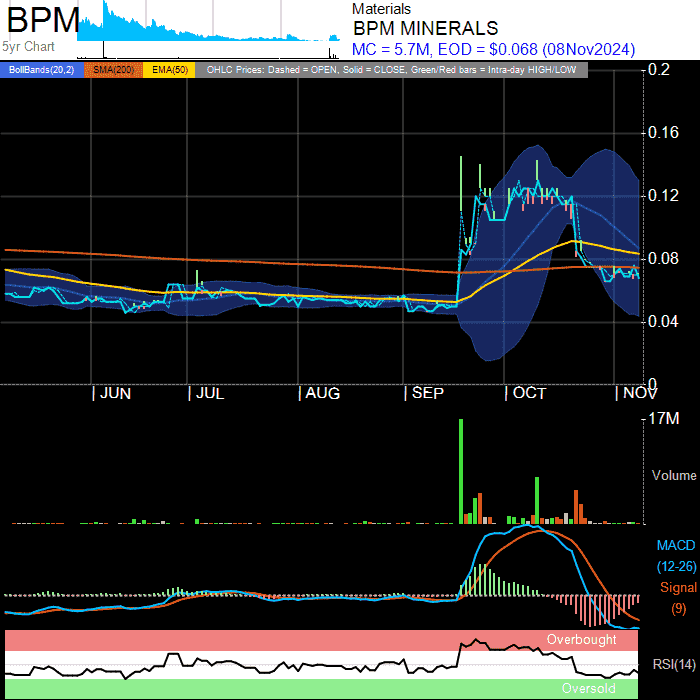 BPM
5yr Chart
Materials
BPM MINERALS
MC = 5.7M, EOD = $0.068 (08Nov2024)
BollBands(20,2) SMA(200) EMA(50) OHLC Prices: Dashed = OPEN, Solid = CLOSE, Green/Red bars = Intra-day HIGH/LOW
0.2
0.16
0.12
0.08
0.04
0
JUN JUL AUG SEP OCT NOV
17M
Volume
MACD
(12-26)
Signal
(9)
Overbought
RSI(14)
Oversold